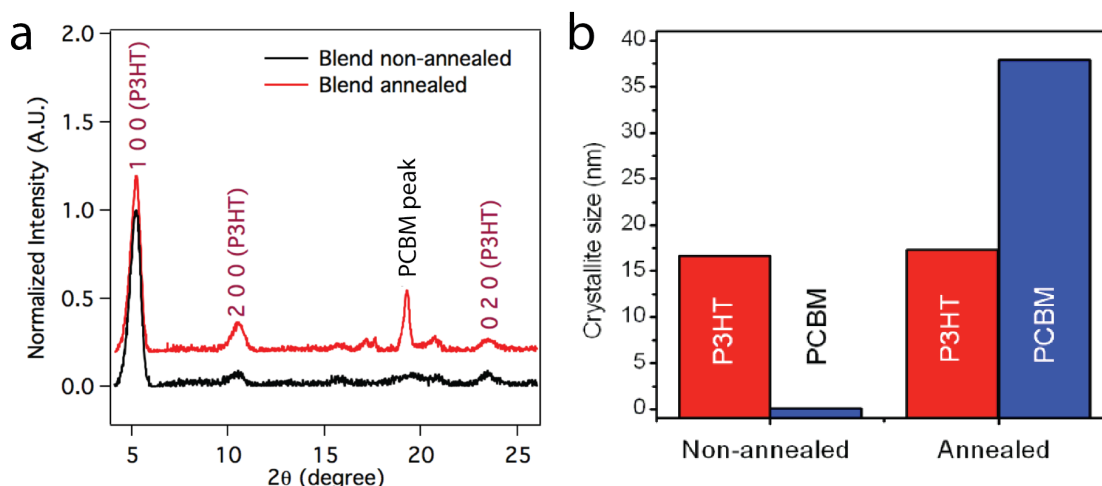 a
2.0
1.5
1.0
0.5
0.0
Normalized Intensity (A.U.)
Blend non-annealed
Blend annealed
1 0 0 (P3HT)
2 0 0 (P3HT)
PCBM peak
0 2 0 (P3HT)
5
10
15
20
25
2θ (degree)
b
40
35
30
25
20
15
10
5
0
Crystallite size (nm)
P3HT
PCBM
P3HT
PCBM
Non-annealed
Annealed